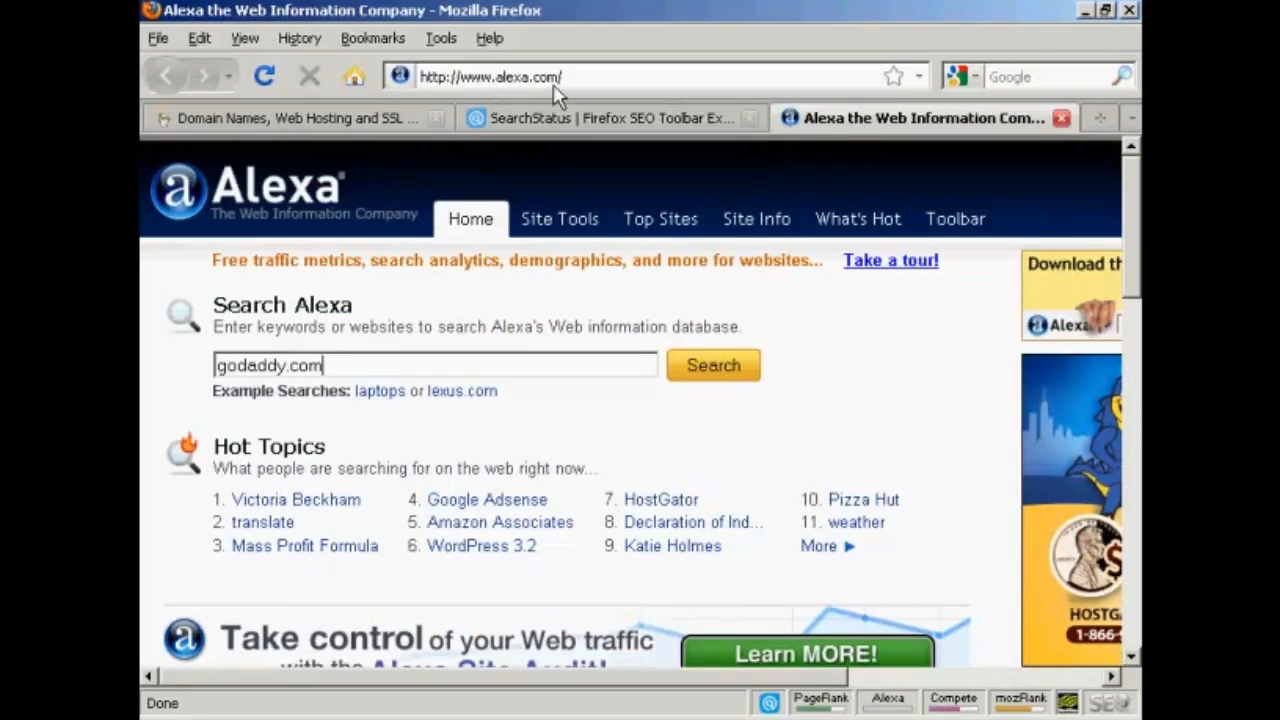 Alexa the Web Information Company - Mozilla Firefox
File Edit View History Bookmarks Tools Help
http://www.alexa.com/ Google
Domain Names, Web Hosting and SSL ... SearchStatus | Firefox SEO Toolbar Ex... Alexa the Web Information Com...
a Alexa
The Web Information Company
Home Site Tools Top Sites Site Info What's Hot Toolbar
Free traffic metrics, search analytics, demographics, and more for websites... Take a tour!
Download th
Alexa
Search Alexa
Enter keywords or websites to search Alexa's Web information database.
godaddy.com Search
Example Searches: laptops or lexus.com
Hot Topics
What people are searching for on the web right now...
1. Victoria Beckham 4. Google Adsense 7. HostGator 10. Pizza Hut
2. translate 5. Amazon Associates 8. Declaration of Ind... 11. weather
3. Mass Profit Formula 6. WordPress 3.2 9. Katie Holmes More
HOSTG
1-866-
a Take control of your Web traffic
with the Alexa Site Audit!
Learn MORE!
Done PageRank Alexa Compete mozRank SEO